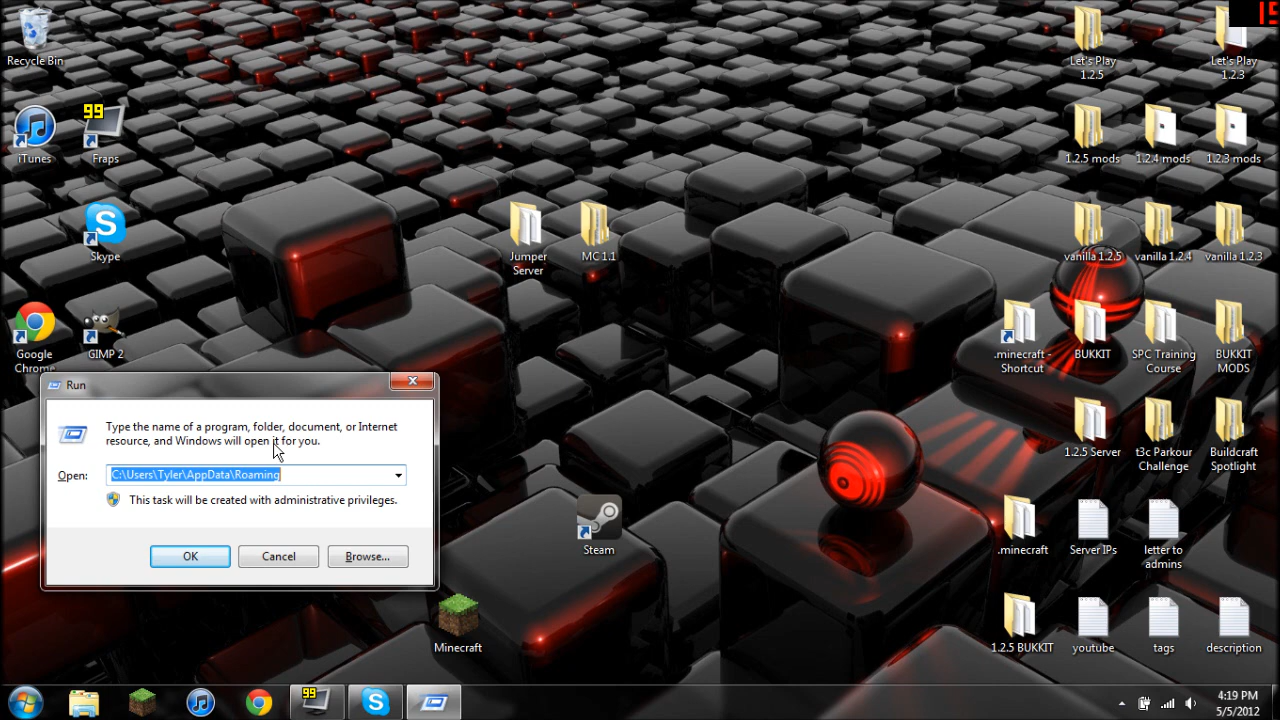 Recycle Bin
iTunes
99
Fraps
Skype
Google
Chrome
GIMP 2
Jumper
Server
MC 1.1
Steam
Minecraft
15
Let's Play
1.2.5
Let's Play
1.2.3
1.2.5 mods
1.2.4 mods
1.2.3 mods
vanilla 1.2.5
vanilla 1.2.4
vanilla 1.2.3
.minecraft -
Shortcut
BUKKIT
SPC Training
Course
BUKKIT
MODS
1.2.5 Server
t3c Parkour
Challenge
Buildcraft
Spotlight
.minecraft
Server IPs
letter to
admins
1.2.5 BUKKIT
youtube
tags
description
Run
Type the name of a program, folder, document, or Internet
resource, and Windows will open it for you.
Open:
C:\Users\Tyler\AppData\Roaming
This task will be created with administrative privileges.
OK
Cancel
Browse...
99
4:19 PM
5/5/2012